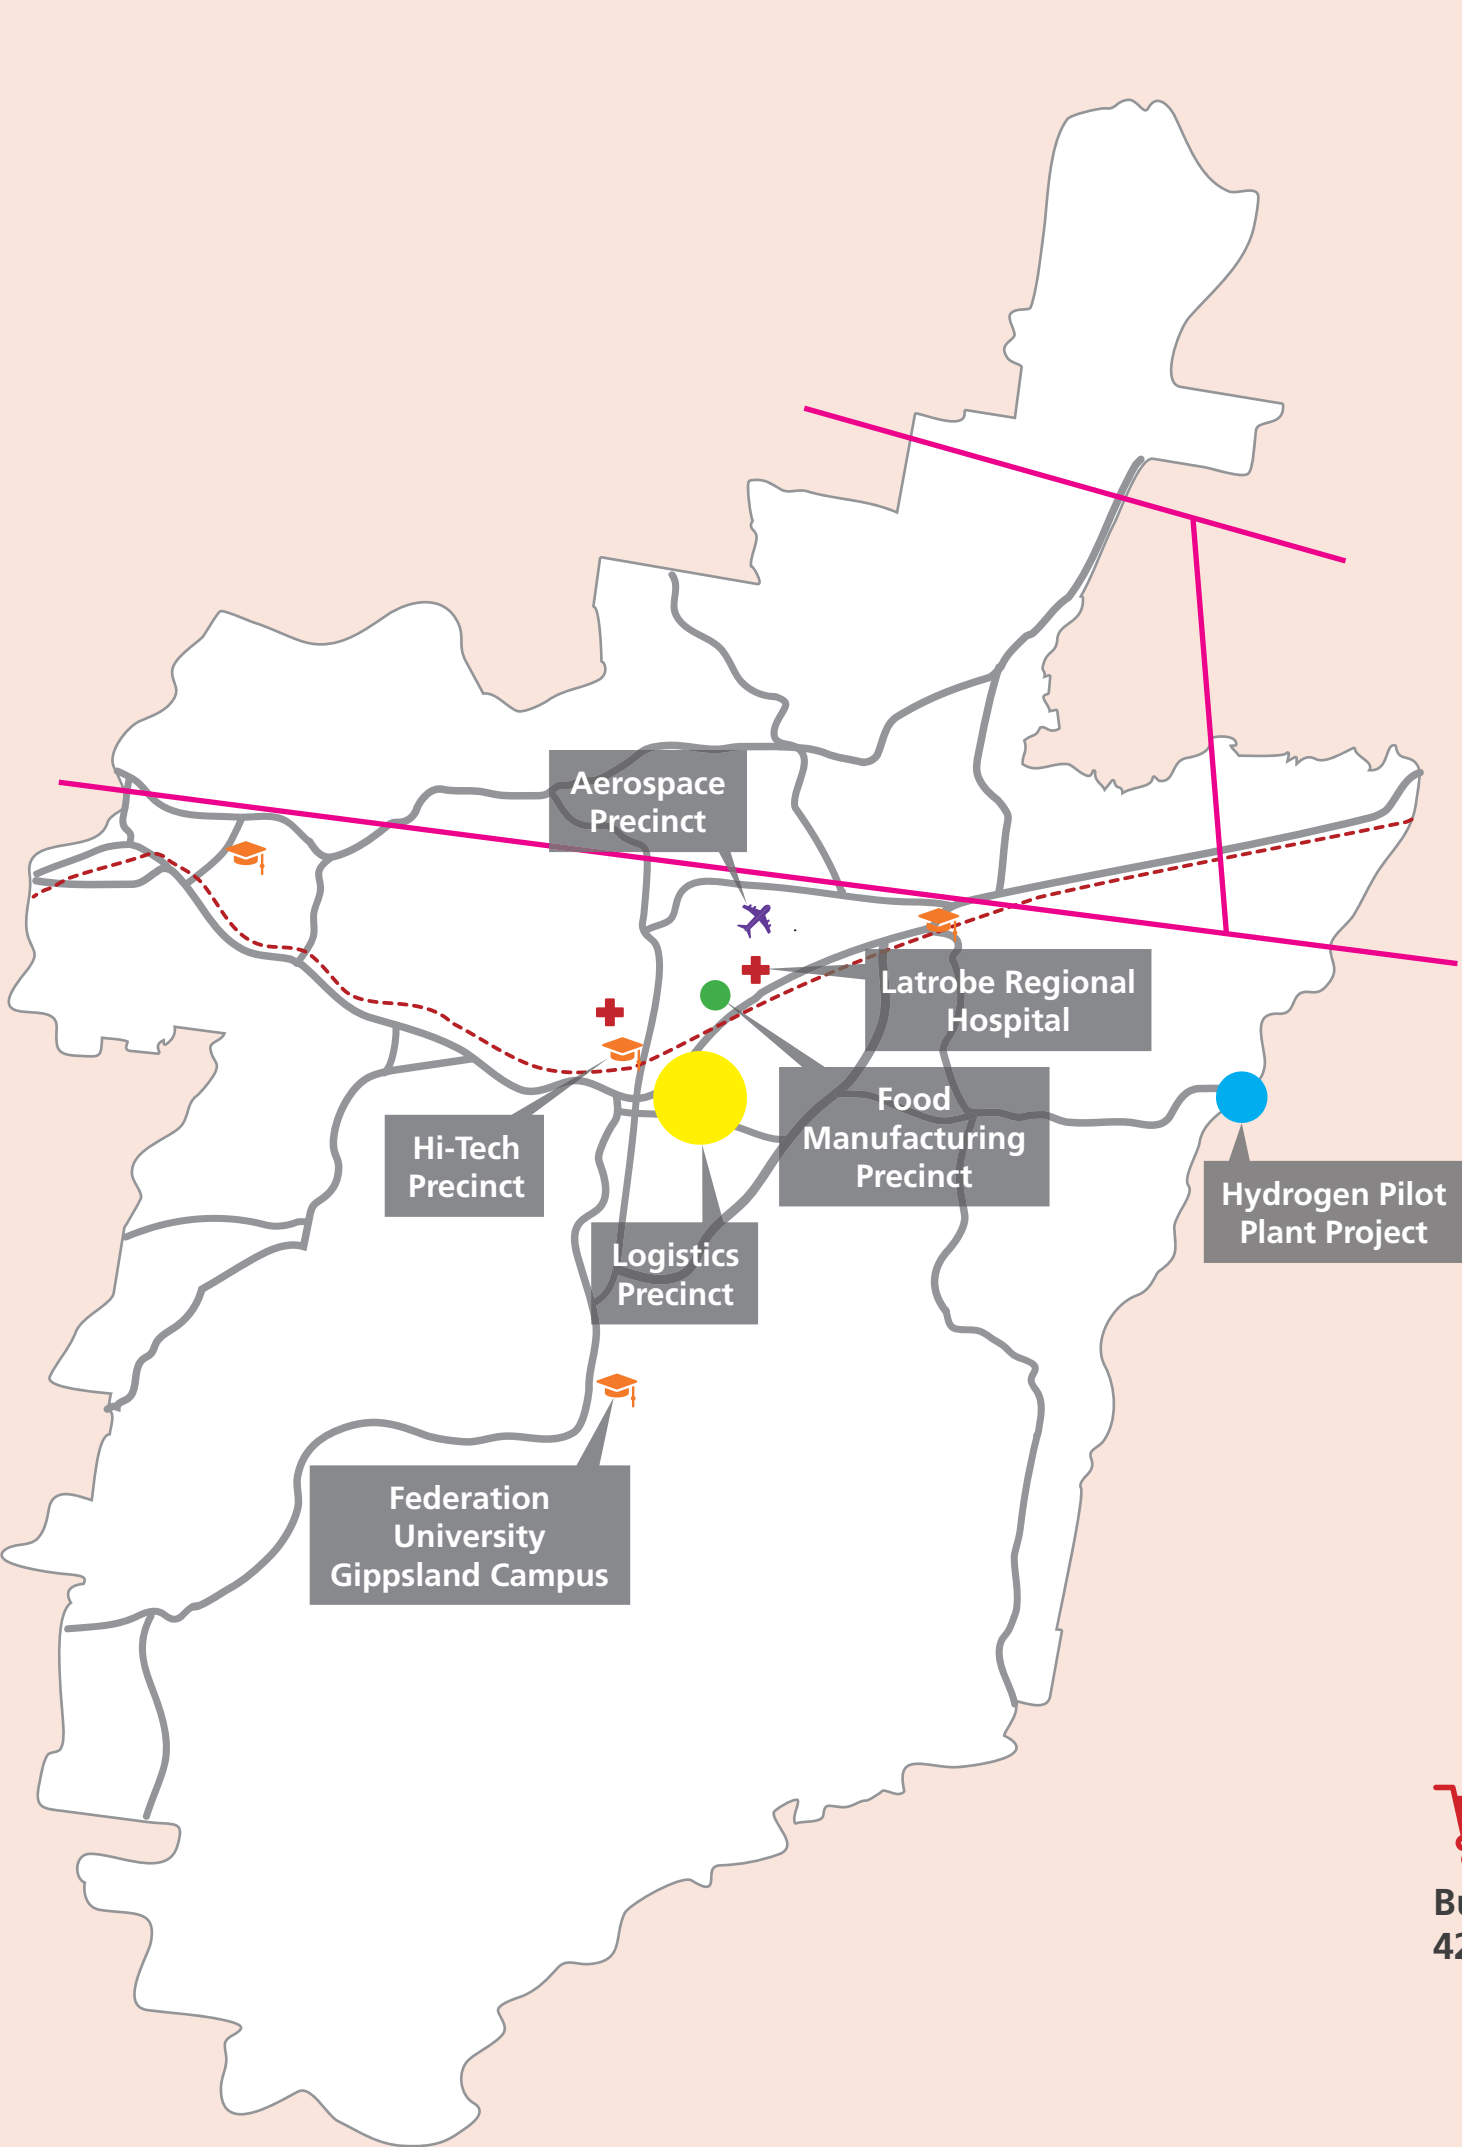 Aerospace
Precinct
Latrobe Regional
Hospital
Food
Manufacturing
Precinct
Hi-Tech
Precinct
Hydrogen Pilot
Plant Project
Logistics
Precinct
Federation
University
Gippsland Campus
42